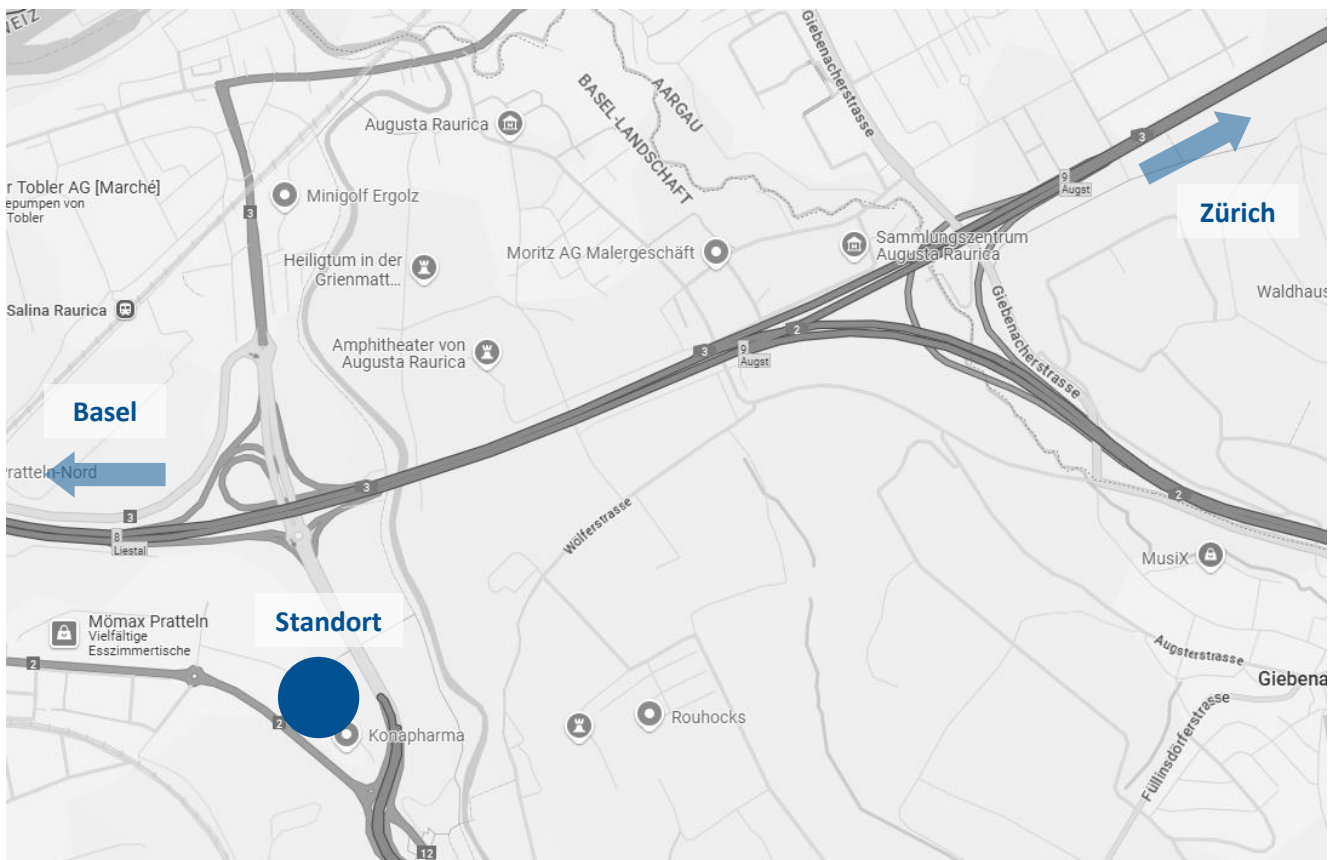 EIZ
Giebenacherstrasse
AARGAU
BASEL-LANDSCHAFT
Augusta Raurica
3
r Tobler AG [Marché]
epumpen von
Tobler
Minigolf Ergolz
3
9
Augst
Zürich
Sammlungszentrum
Augusta Raurica
Moritz AG Malergeschäft
Heiligtum in der
Grienmatt...
Salina Raurica
Giebenacherstrasse
Waldhaus
2
3
9
Augst
Amphitheater von
Augusta Raurica
Basel
Pratteln-Nord
3
2
3
8
Liestal
Wölferstrasse
MusiX
Mömax Pratteln
Vielfältige
Esszimmertische
Standort
Augsterstrasse
2
Giebena
Füllinsdörferstrasse
2
Konapharma
Rouhocks
12